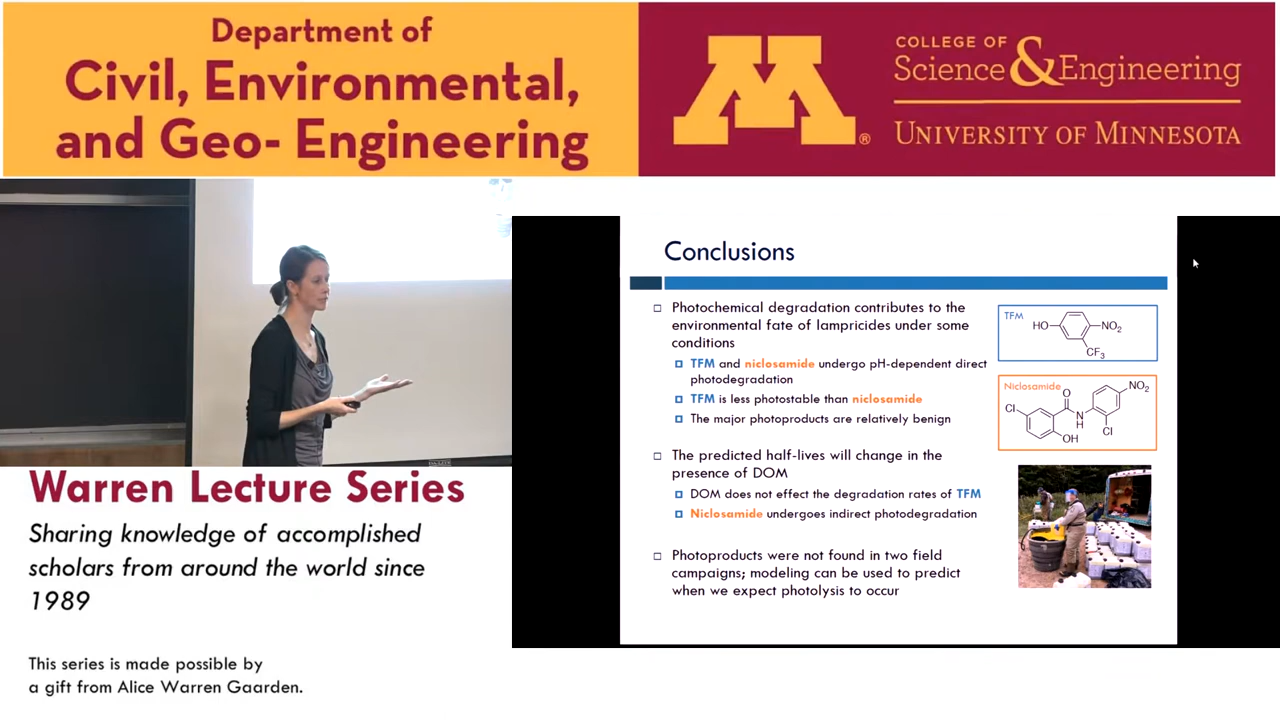 Department of
Civil, Environmental,
and Geo- Engineering
M®
COLLEGE OF
Science & Engineering
UNIVERSITY OF MINNESOTA
Warren Lecture Series
Sharing knowledge of accomplished
scholars from around the world since
1989
This series is made possible by
a gift from Alice Warren Gaarden.
Conclusions
Photochemical degradation contributes to the
environmental fate of lampricides under some
conditions
TFM and niclosamide undergo pH-dependent direct
photodegradation
TFM is less photostable than niclosamide
The major photoproducts are relatively benign
The predicted half-lives will change in the
presence of DOM
DOM does not effect the degradation rates of TFM
Niclosamide undergoes indirect photodegradation
Photoproducts were not found in two field
campaigns; modeling can be used to predict
when we expect photolysis to occur
TFM
HO
NO2
CF3
Niclosamide
O
NO2
Cl
N
H
Cl
OH